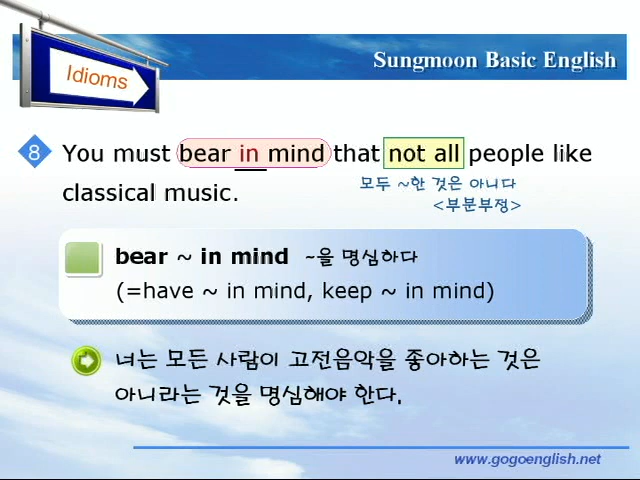 Sungmoon Basic English
Idioms
8 You must bear in mind that not all people like
classical music.
모두 ~한 것은 아니다
<부분부정>
bear ~ in mind ~을 명심하다
(=have ~ in mind, keep ~ in mind)
너는 모든 사람이 고전음악을 좋아하는 것은
아니라는 것을 명심해야 한다.
www.gogoenglish.net